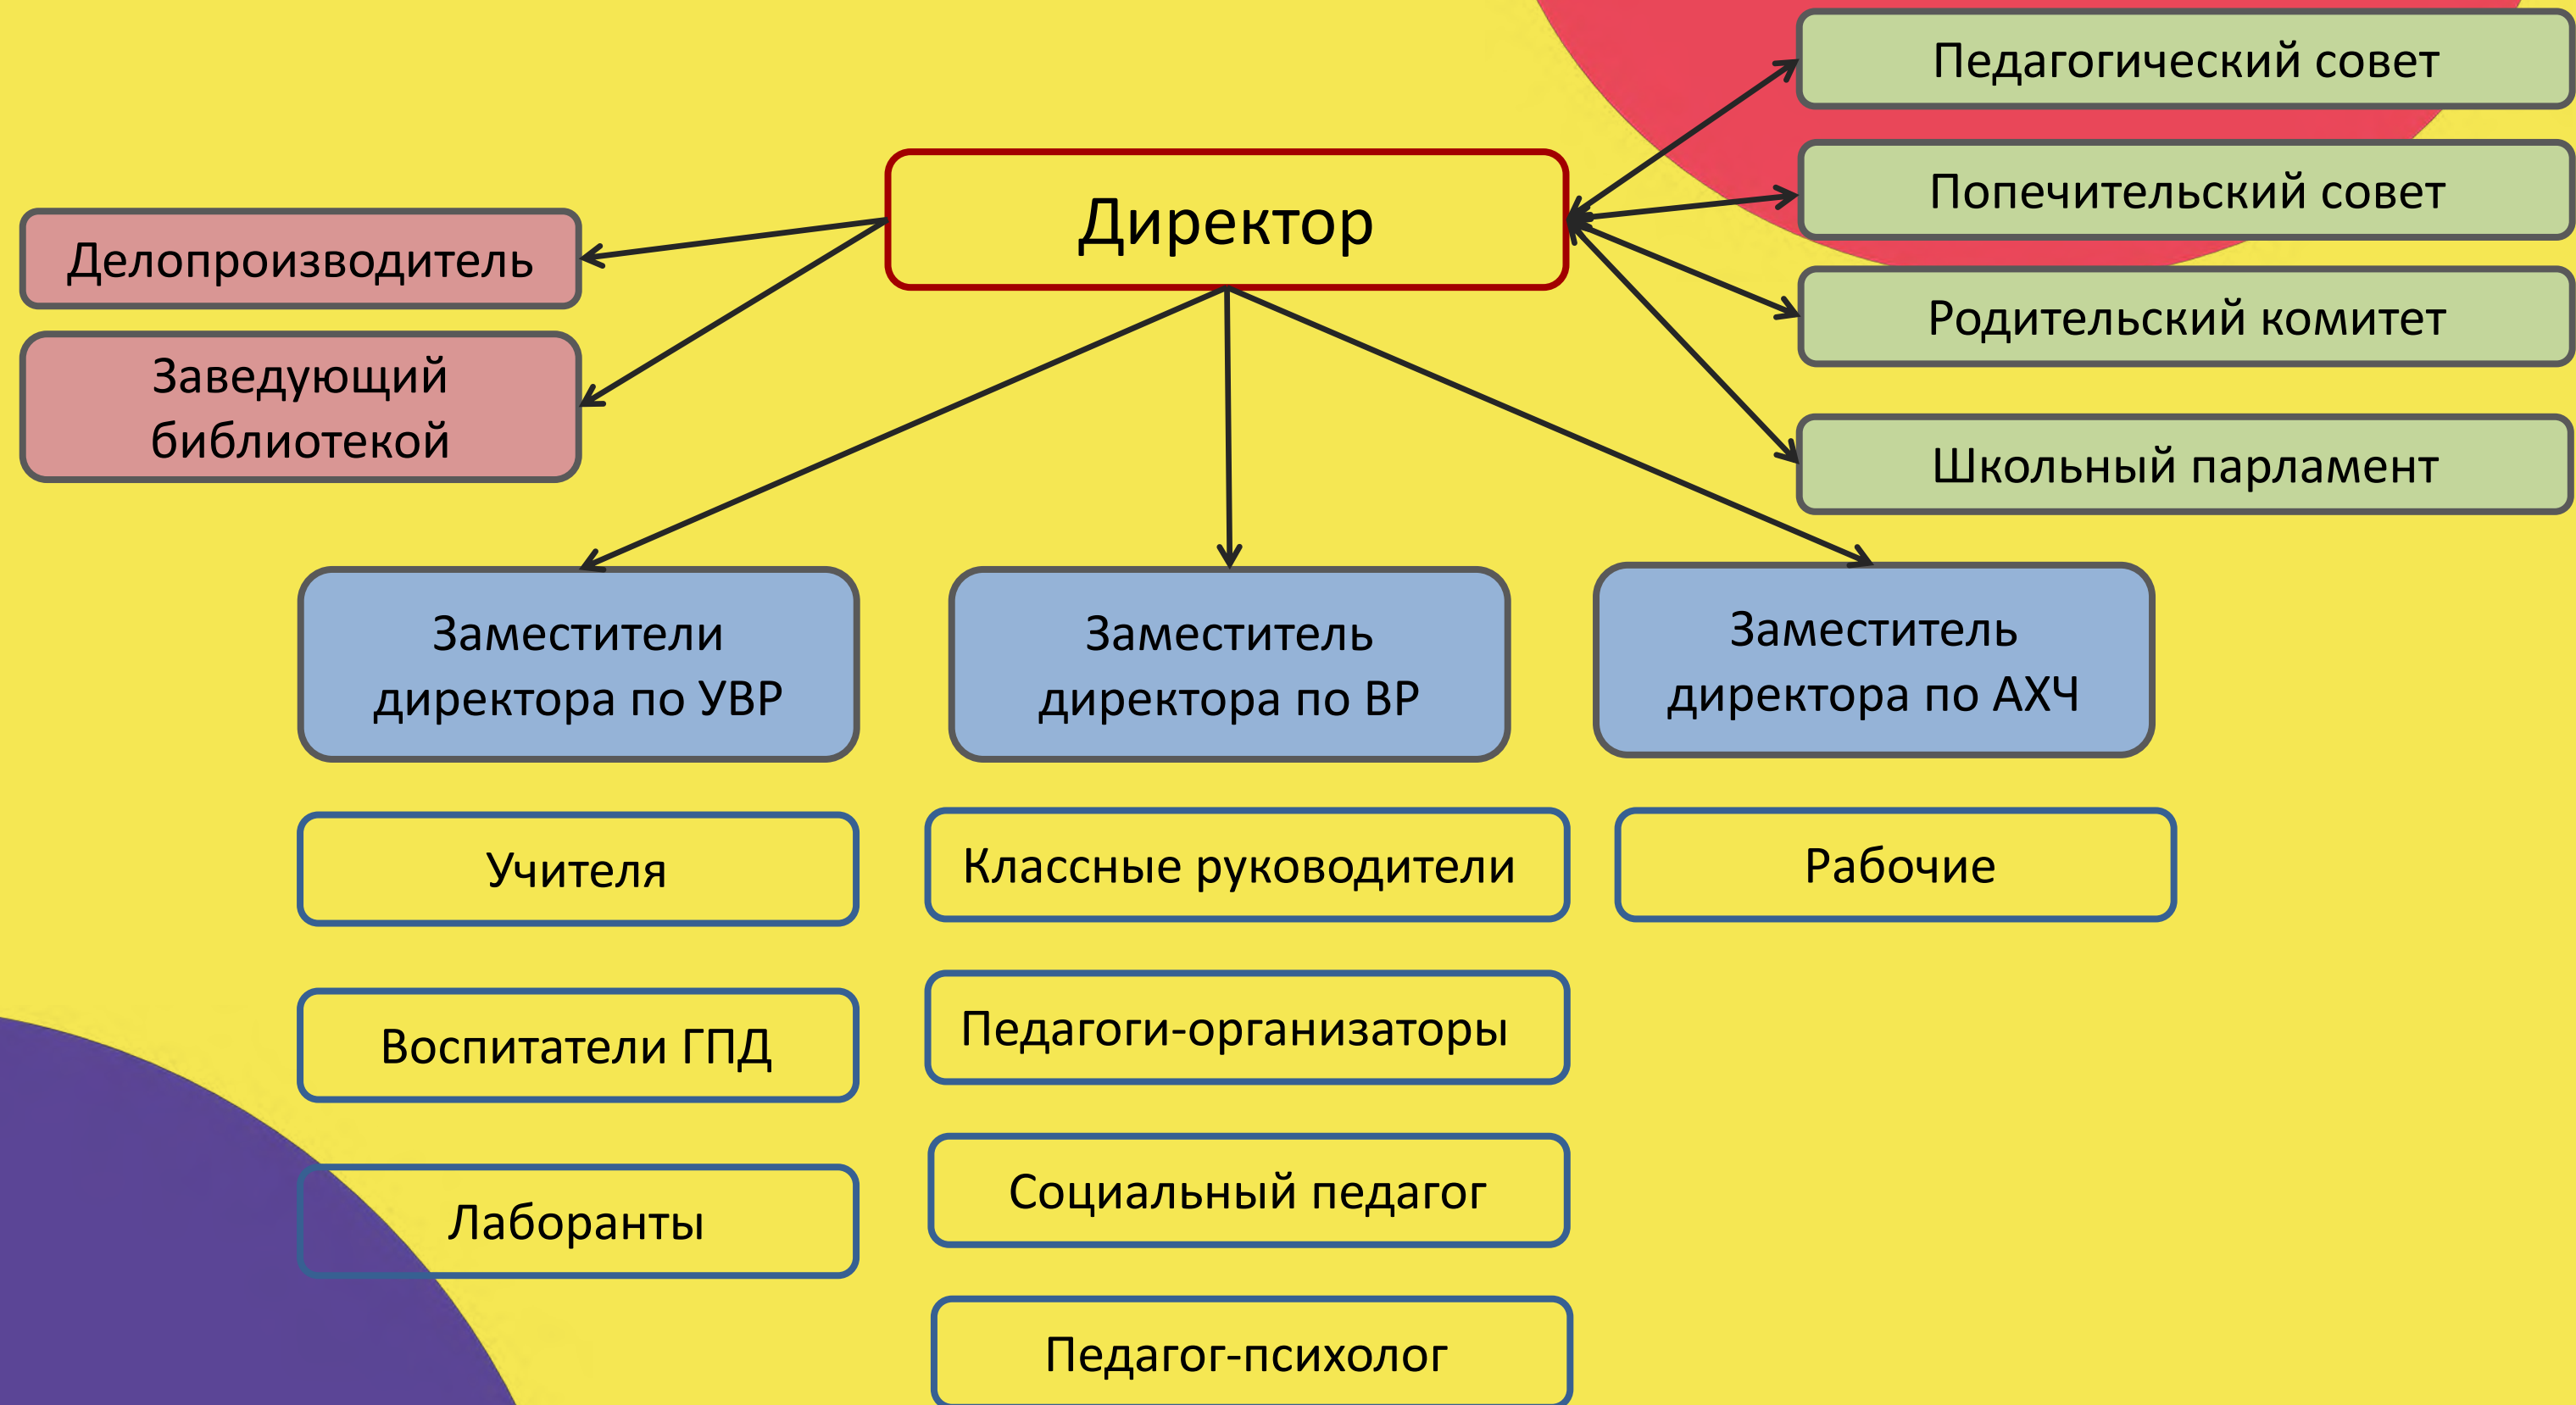 Педагогический совет
Попечительский совет
Директор
Делопроизводитель
Родительский комитет
Заведующий
библиотекой
Школьный парламент
Заместители
директора по УВР
Заместитель
директора по ВР
Заместитель
директора по АХЧ
Учителя
Классные руководители
Рабочие
Воспитатели ГПД
Педагоги-организаторы
Лаборанты
Социальный педагог
Педагог-психолог